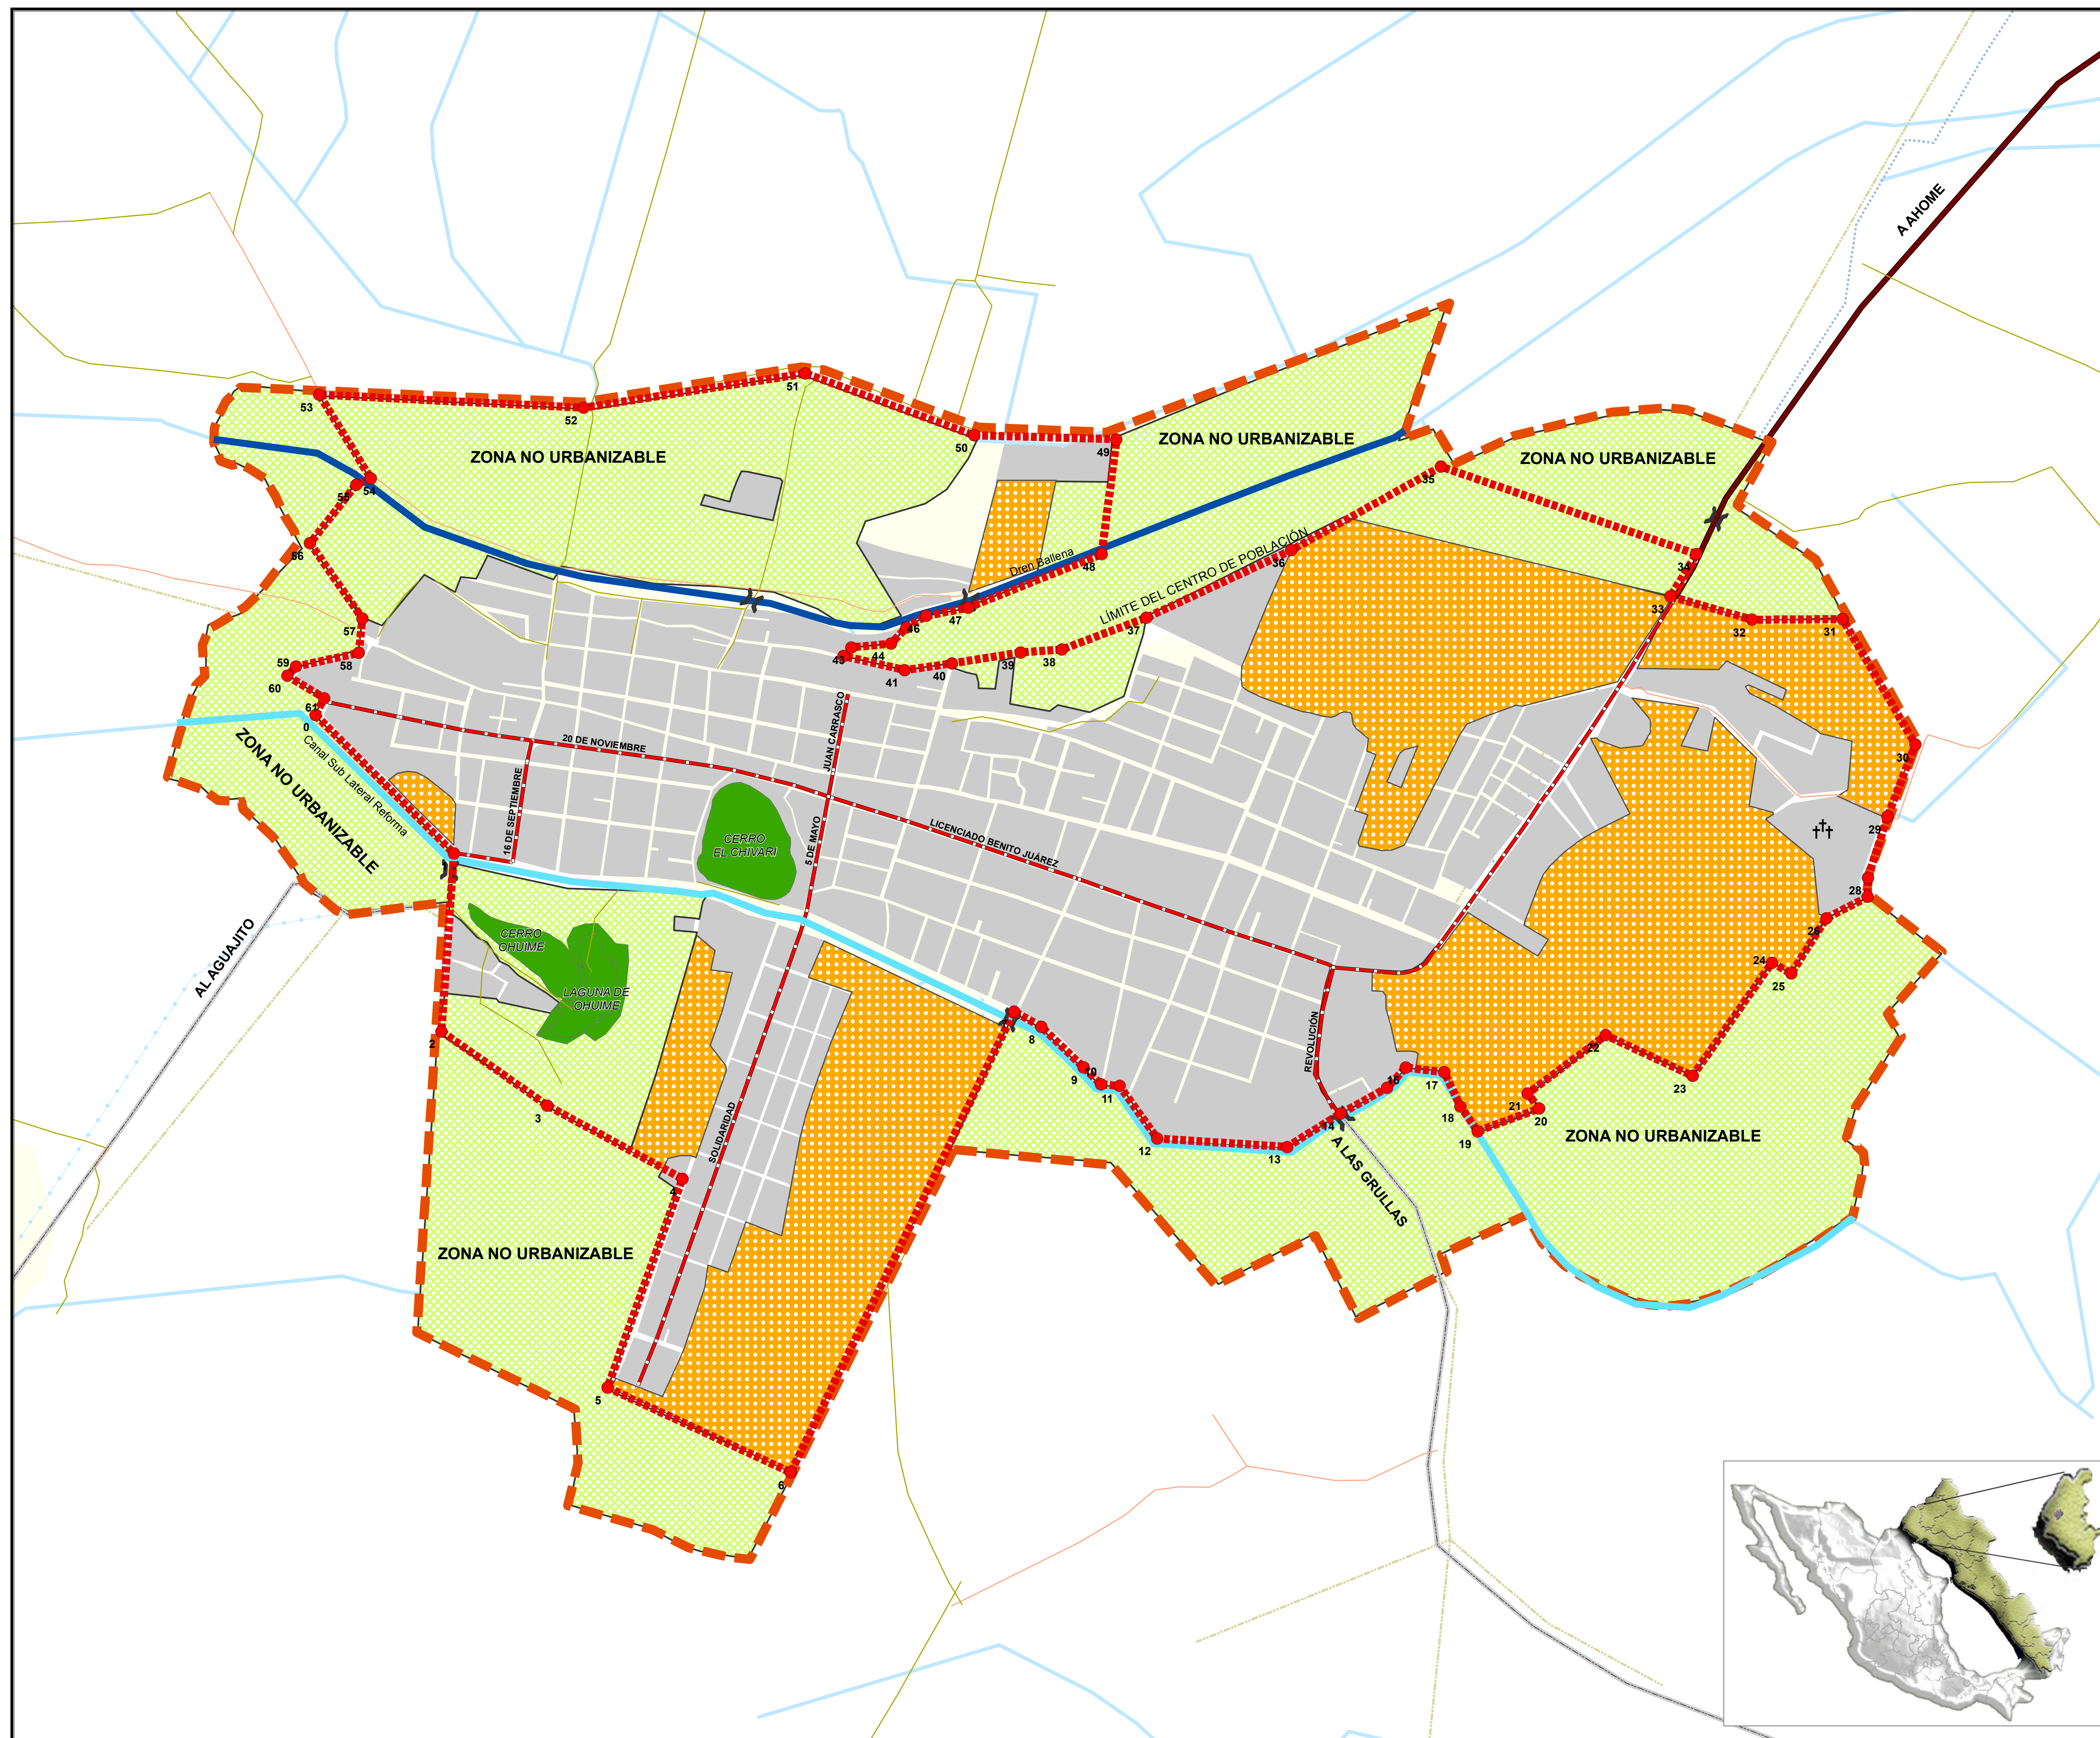 A AHOME
51
53
52
ZONA NO URBANIZABLE
50
49
ZONA NO URBANIZABLE
ZONA NO URBANIZABLE
35
55
54
56
Dren Ballena
48
LÍMITE DEL CENTRO DE POBLACIÓN
36
34
33
57
46
47
37
32
31
58
59
60
43
44
41
40
39
38
61
0
20 DE NOVIEMBRE
JUAN CARRASCO
ZONA NO URBANIZABLE
Canal Sub Lateral Reforma
16 DE SEPTIEMBRE
5 DE MAYO
CERRO
EL CHIVARI
LICENCIADO BENITO JUÁREZ
30
29
28
26
24
25
AL AGUAJITO
CERRO
OHUIME
LAGUNA DE
OHUIME
2
3
4
5
6
SOLIDARIDAD
8
9
10
11
12
13
14
REVOLUCIÓN
16
17
18
19
20
21
22
23
A LAS GRULLAS
ZONA NO URBANIZABLE
ZONA NO URBANIZABLE